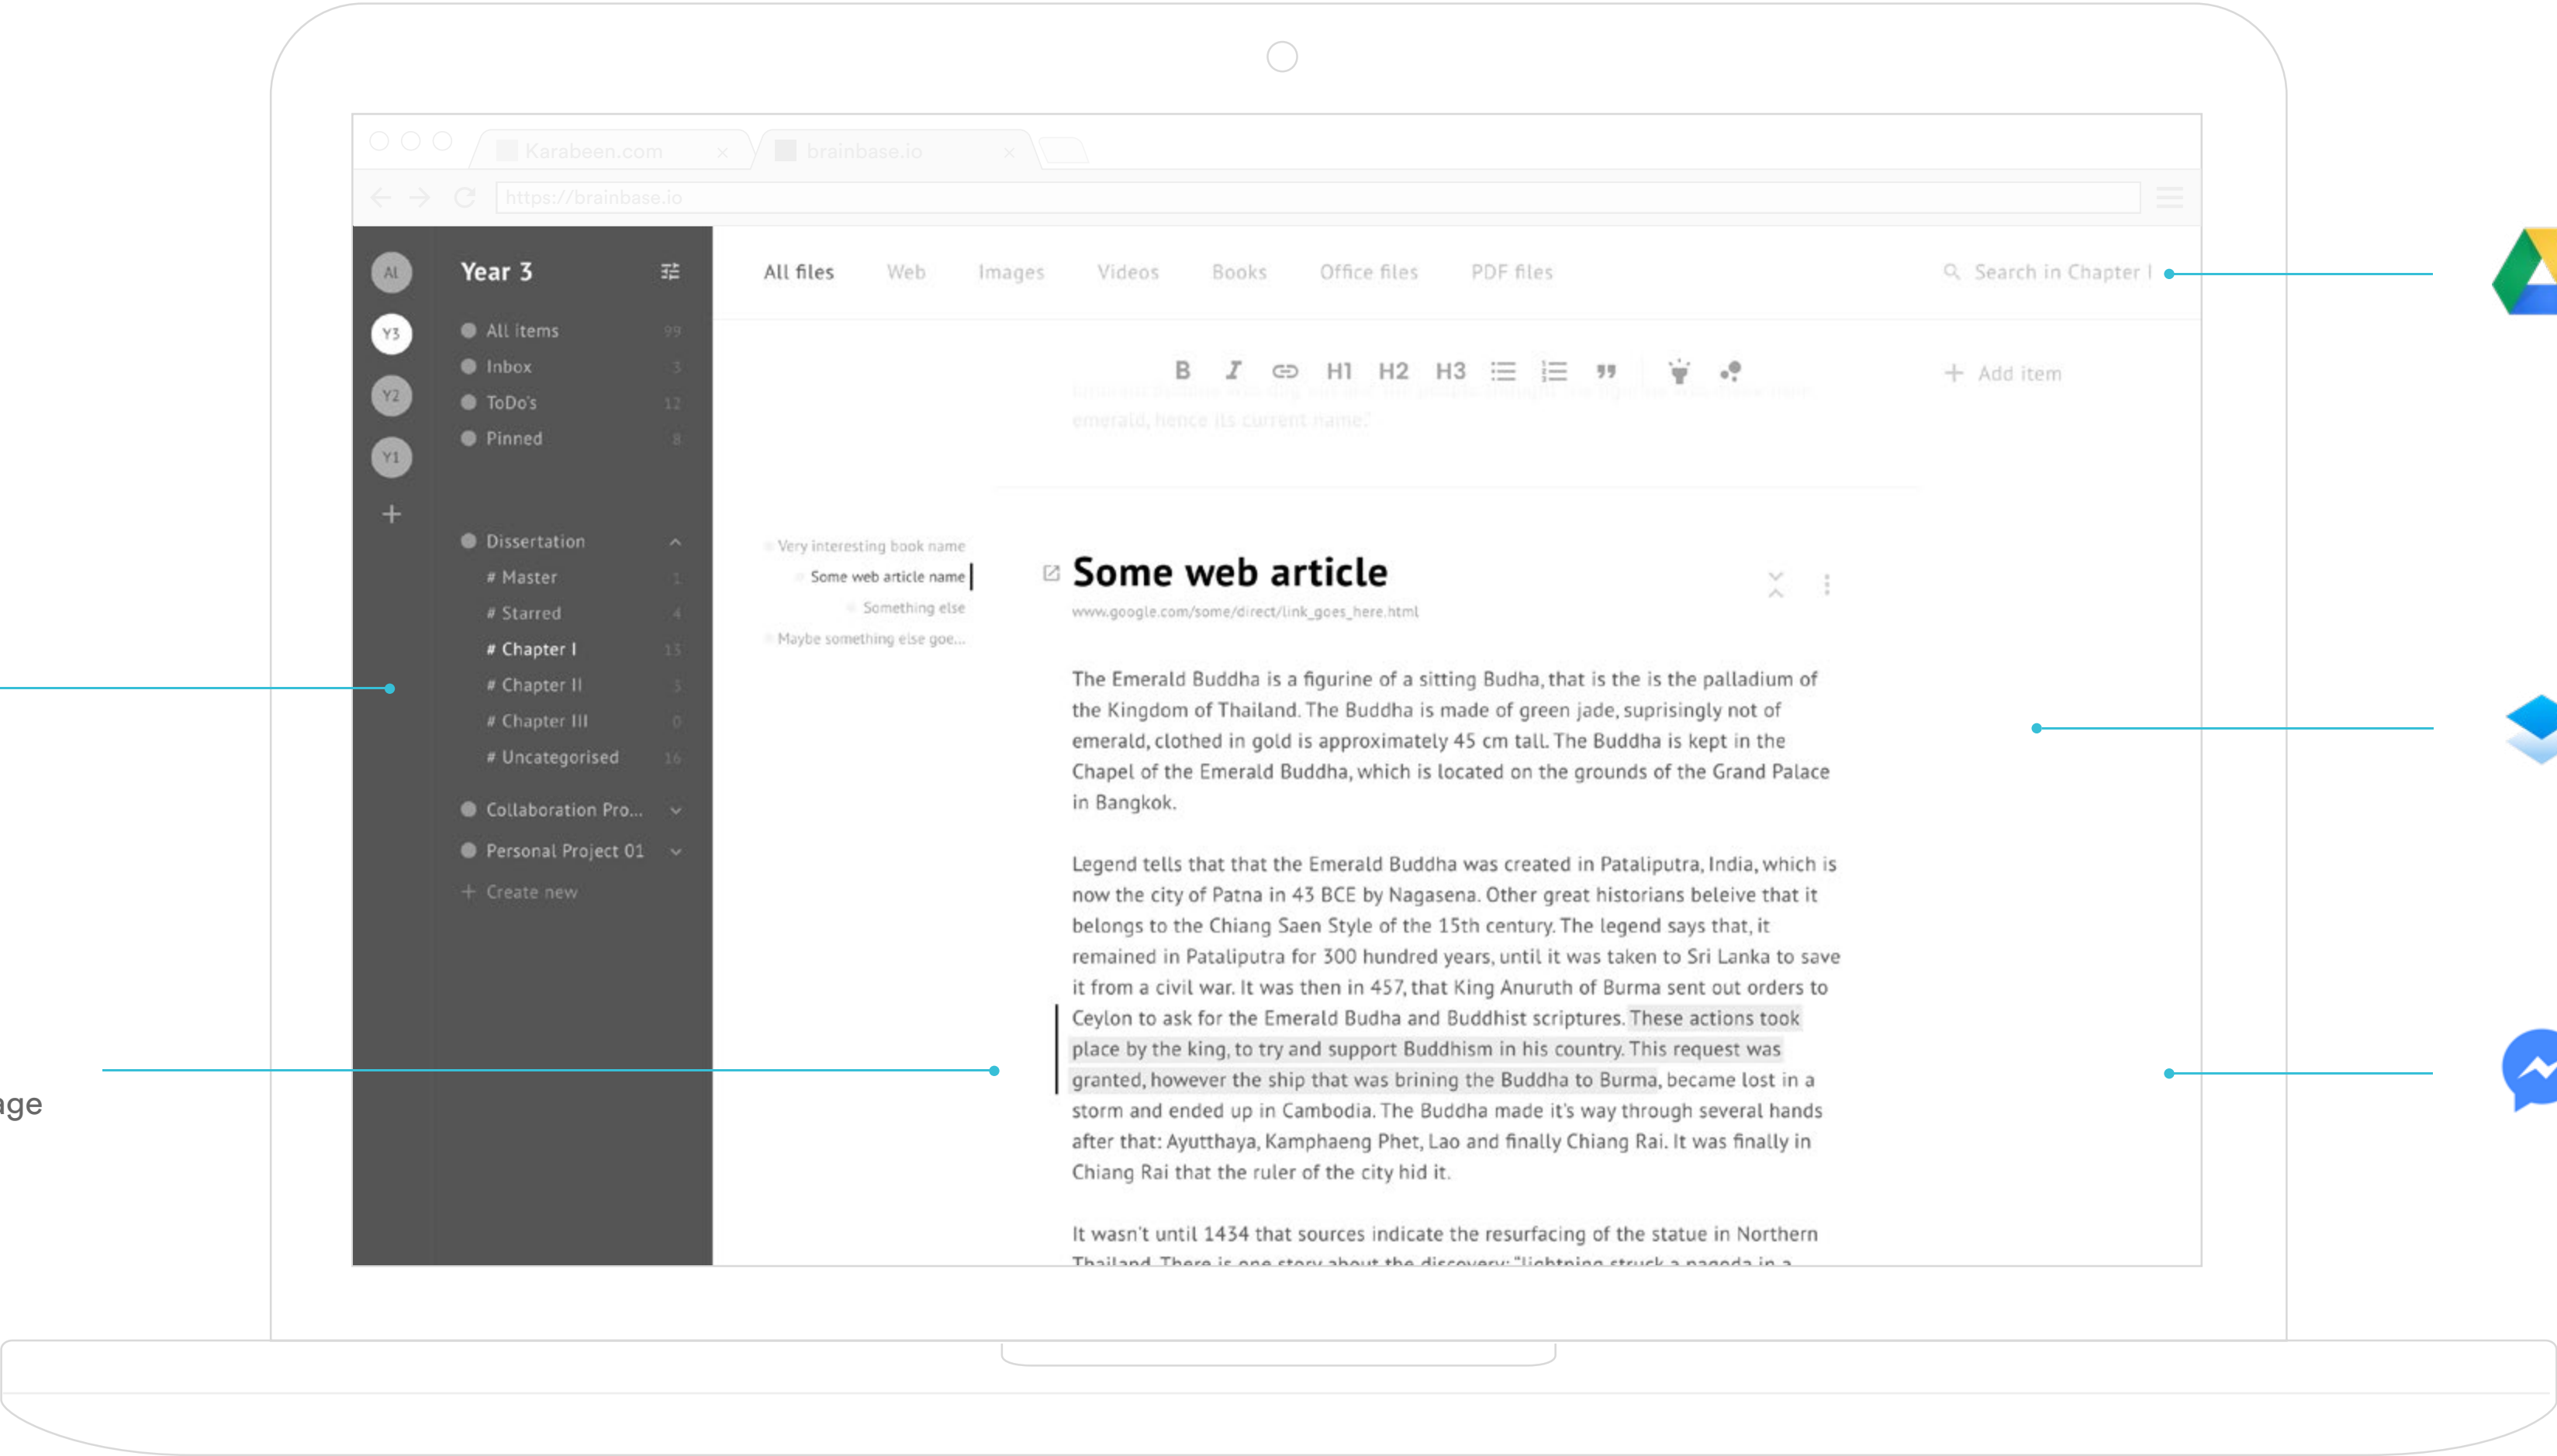 Karabeen.com
brainbase.io
https://brainbase.io
AL
Y3
Y2
Y1
Year 3
All items 99
Inbox 3
ToDo's 12
Pinned 8
Dissertation
# Master 1
# Starred 4
# Chapter I 13
# Chapter II 5
# Chapter III 0
# Uncategorised 16
Collaboration Pro...
Personal Project 01
+ Create new
All files Web Images Videos Books Office files PDF files
Search in Chapter I
B I H1 H2 H3
+ Add item
emerald, hence its current name."
Very interesting book name
Some web article name
Something else
Maybe something else goe...
Some web article
www.google.com/some/direct/link_goes_here.html
The Emerald Buddha is a figurine of a sitting Budha, that is the is the palladium of
the Kingdom of Thailand. The Buddha is made of green jade, suprisingly not of
emerald, clothed in gold is approximately 45 cm tall. The Buddha is kept in the
Chapel of the Emerald Buddha, which is located on the grounds of the Grand Palace
in Bangkok.
Legend tells that that the Emerald Buddha was created in Pataliputra, India, which is
now the city of Patna in 43 BCE by Nagasena. Other great historians beleive that it
belongs to the Chiang Saen Style of the 15th century. The legend says that, it
remained in Pataliputra for 300 hundred years, until it was taken to Sri Lanka to save
it from a civil war. It was then in 457, that King Anuruth of Burma sent out orders to
Ceylon to ask for the Emerald Budha and Buddhist scriptures. These actions took
place by the king, to try and support Buddhism in his country. This request was
granted, however the ship that was brining the Buddha to Burma, became lost in a
storm and ended up in Cambodia. The Buddha made it's way through several hands
after that: Ayutthaya, Kamphaeng Phet, Lao and finally Chiang Rai. It was finally in
Chiang Rai that the ruler of the city hid it.
It wasn't until 1434 that sources indicate the resurfacing of the statue in Northern
Thailand. There is one story about the discovery: "lightning struck a pagoda in a